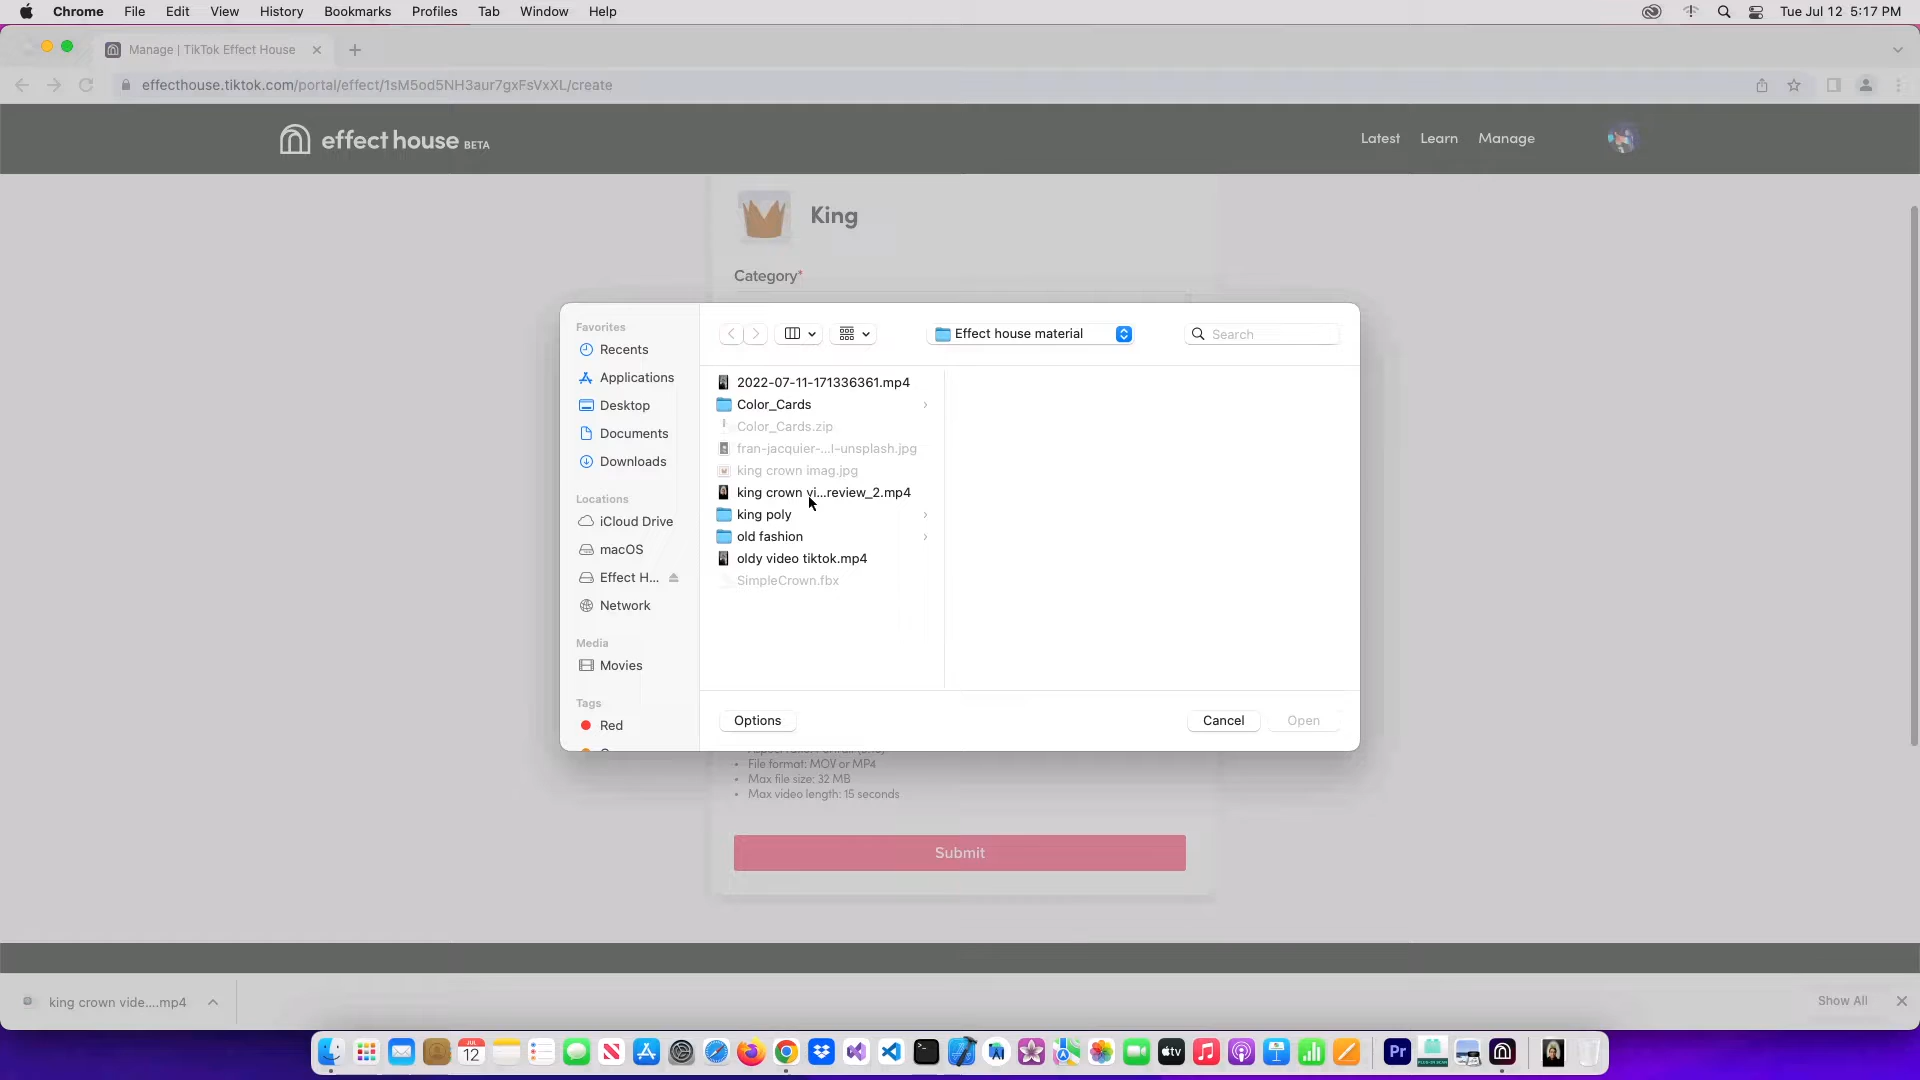 Chrome File Edit View History Bookmarks Profiles Tab Window Help Tue Jul 12 5:17 PM
Manage | TikTok Effect House
effecthouse.tiktok.com/portal/effect/1sM5od5NH3aur7gxFsVxXL/create
effect house BETA
Latest Learn Manage
King
Category*
Favorites
Recents
Applications
Desktop
Documents
Downloads
Locations
iCloud Drive
macOS
Effect H...
Network
Media
Movies
Tags
Red
Effect house material
Search
2022-07-11-171336361.mp4
Color_Cards
Color_Cards.zip
fran-jacquier-...l-unsplash.jpg
king crown imag.jpg
king crown vi...review_2.mp4
king poly
old fashion
oldy video tiktok.mp4
SimpleCrown.fbx
Options
Cancel Open
• File format: MOV or MP4
• Max file size: 32 MB
• Max video length: 15 seconds
Submit
king crown vide....mp4
Show All
JUL
12
tv
Pr